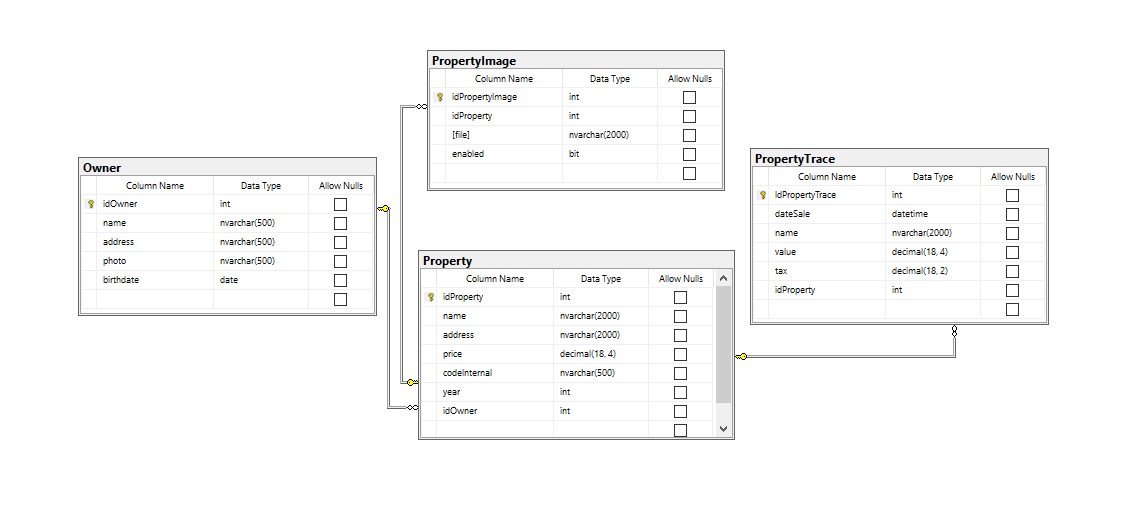 PropertyImage
Column Name Data Type Allow Nulls
idPropertyImage int
idProperty int
[file] nvarchar(2000)
enabled bit
Owner
Column Name Data Type Allow Nulls
idOwner int
name nvarchar(500)
address nvarchar(500)
photo nvarchar(500)
birthdate date
Property
Column Name Data Type Allow Nulls
idProperty int
name nvarchar(2000)
address nvarchar(2000)
price decimal(18, 4)
codeInternal nvarchar(500)
year int
idOwner int
PropertyTrace
Column Name Data Type Allow Nulls
IdPropertyTrace int
dateSale datetime
name nvarchar(2000)
value decimal(18, 4)
tax decimal(18, 2)
idProperty int